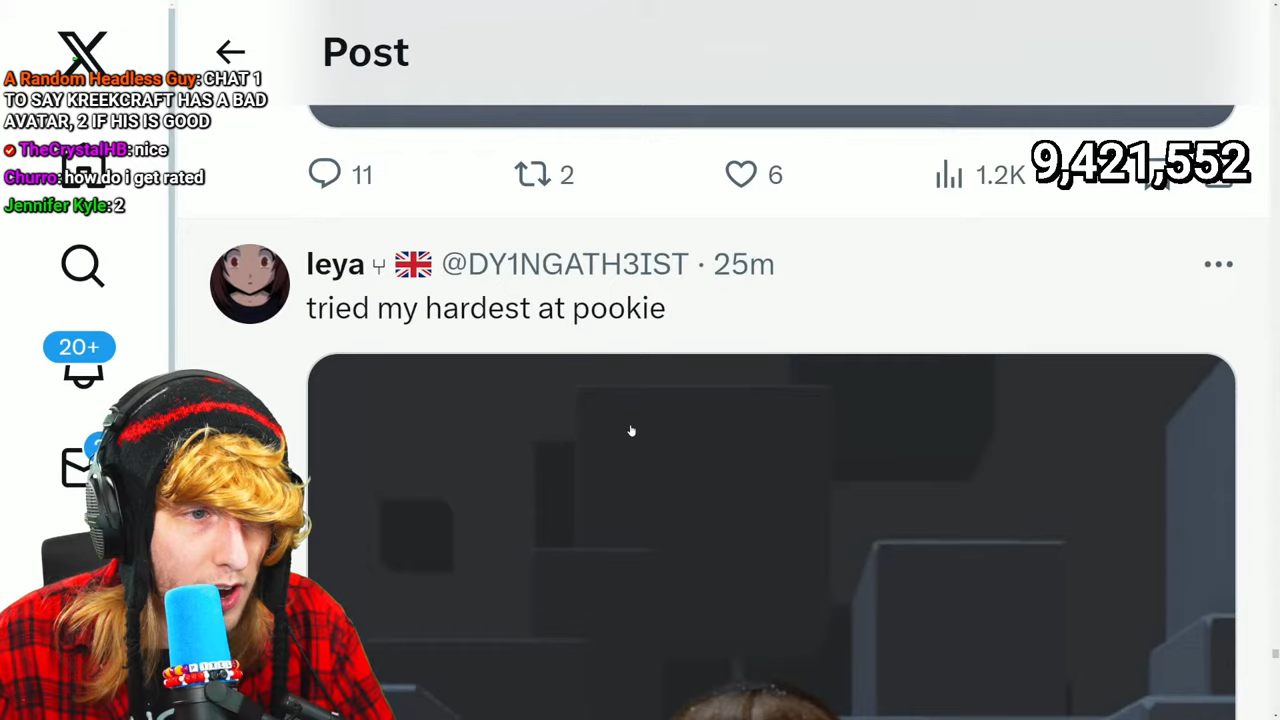 Post
A Random Headless Guy: CHAT 1
TO SAY KREEKCRAFT HAS A BAD
AVATAR, 2 IF HIS IS GOOD
TheCrystalHB: nice
Churro: how do i get rated
Jennifer Kyle: 2
11 2 6 1.2K
9,421,552
leya ⑂ 🇬🇧 @DY1NGATH3IST · 25m
tried my hardest at pookie
20+